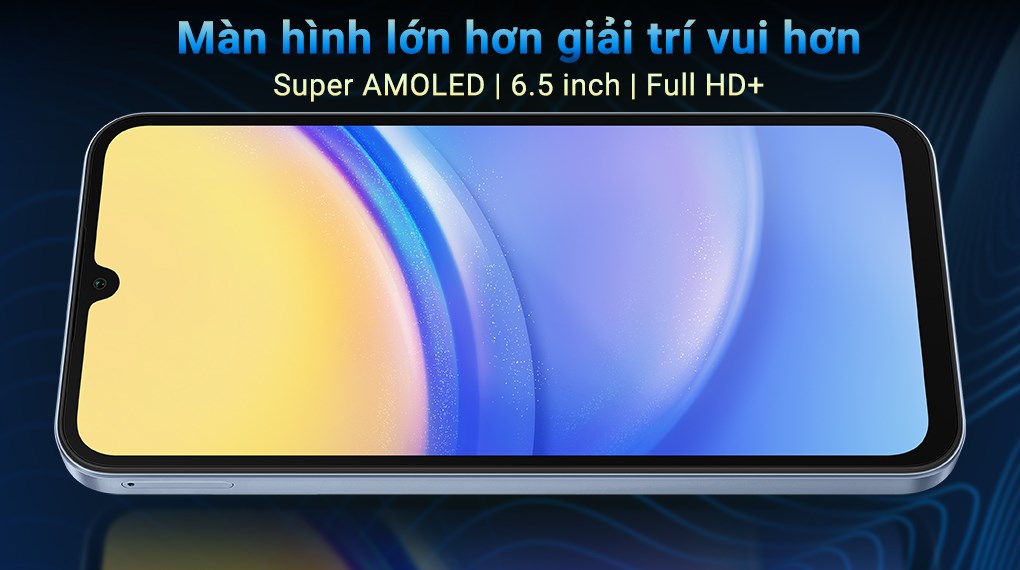 Màn hình lớn hơn giải trí vui hơn
Super AMOLED | 6.5 inch | Full HD+